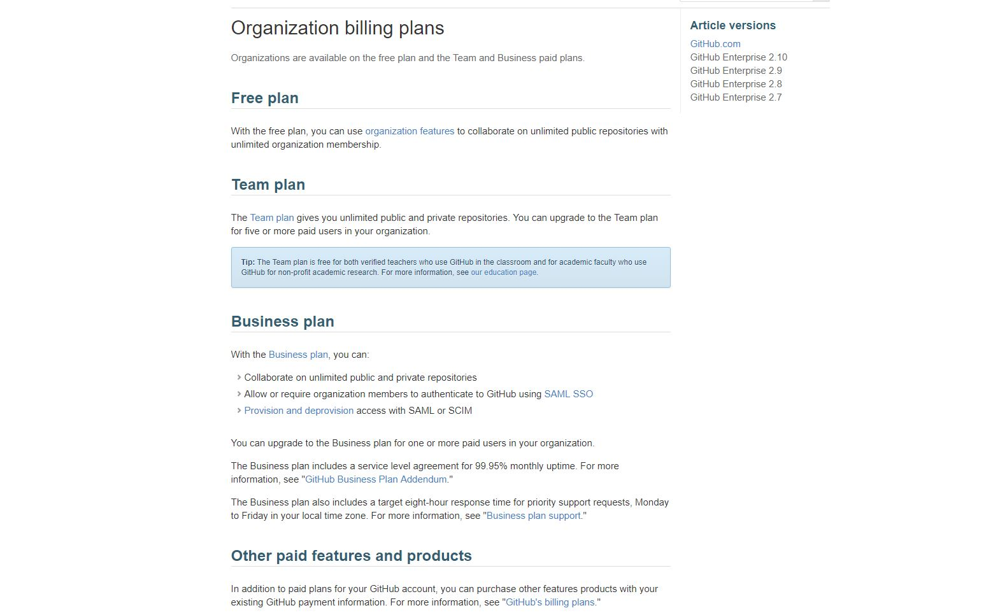 Organization billing plans
Organizations are available on the free plan and the Team and Business paid plans.
Free plan
With the free plan, you can use organization features to collaborate on unlimited public repositories with
unlimited organization membership.
Team plan
The Team plan gives you unlimited public and private repositories. You can upgrade to the Team plan
for five or more paid users in your organization.
Tip: The Team plan is free for both verified teachers who use GitHub in the classroom and for academic faculty who use
GitHub for non-profit academic research. For more information, see our education page.
Business plan
With the Business plan, you can:
Collaborate on unlimited public and private repositories
Allow or require organization members to authenticate to GitHub using SAML SSO
Provision and deprovision access with SAML or SCIM
You can upgrade to the Business plan for one or more paid users in your organization.
The Business plan includes a service level agreement for 99.95% monthly uptime. For more
information, see "GitHub Business Plan Addendum."
The Business plan also includes a target eight-hour response time for priority support requests, Monday
to Friday in your local time zone. For more information, see "Business plan support."
Other paid features and products
In addition to paid plans for your GitHub account, you can purchase other features products with your
existing GitHub payment information. For more information, see "GitHub's billing plans."
Article versions
GitHub.com
GitHub Enterprise 2.10
GitHub Enterprise 2.9
GitHub Enterprise 2.8
GitHub Enterprise 2.7